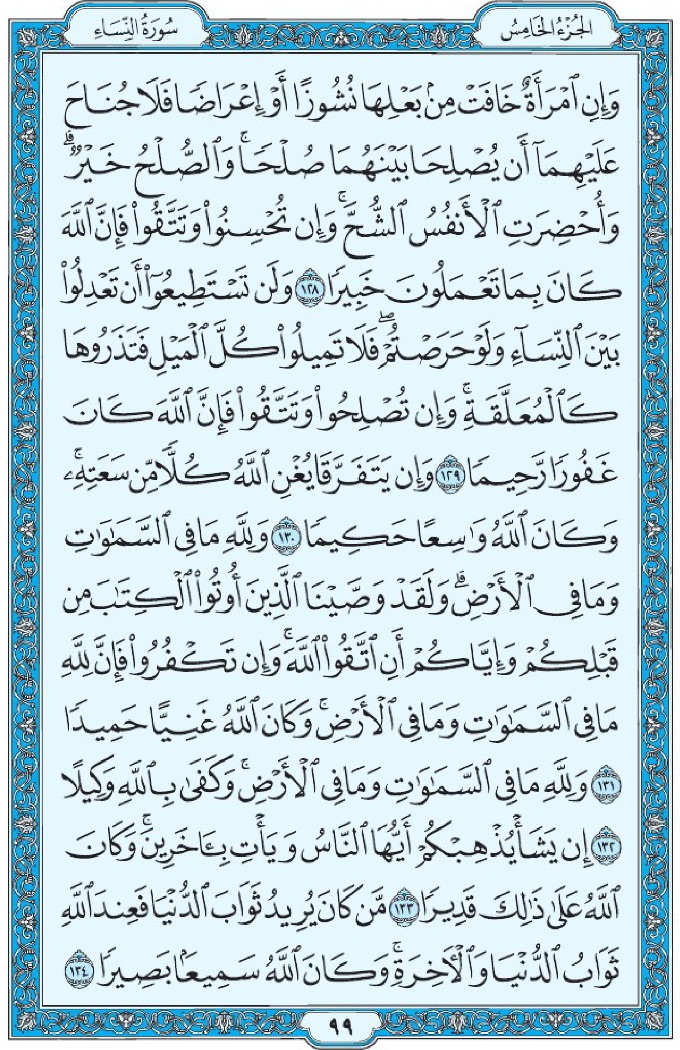 الجُزْءُ الخَامِسُ
سُورَةُ النِّسَاءِ
وَإِنِ ٱمْرَأَةٌ خَافَتْ مِنۢ بَعْلِهَا نُشُوزًا أَوْ إِعْرَاضًا فَلَا جُنَاحَ
عَلَيْهِمَآ أَن يُصْلِحَا بَيْنَهُمَا صُلْحًاۚ وَٱلصُّلْحُ خَيْرٌۗ
وَأُحْضِرَتِ ٱلْأَنفُسُ ٱلشُّحَّۚ وَإِن تُحْسِنُوا۟ وَتَتَّقُوا۟ فَإِنَّ ٱللَّهَ
كَانَ بِمَا تَعْمَلُونَ خَبِيرًا ١٢٨ وَلَن تَسْتَطِيعُوٓا۟ أَن تَعْدِلُوا۟
بَيْنَ ٱلنِّسَآءِ وَلَوْ حَرَصْتُمْۖ فَلَا تَمِيلُوا۟ كُلَّ ٱلْمَيْلِ فَتَذَرُوهَا
كَٱلْمُعَلَّقَةِۚ وَإِن تُصْلِحُوا۟ وَتَتَّقُوا۟ فَإِنَّ ٱللَّهَ كَانَ
غَفُورًا رَّحِيمًا ١٢٩ وَإِن يَتَفَرَّقَا يُغْنِ ٱللَّهُ كُلًّا مِّن سَعَتِهِۦۚ
وَكَانَ ٱللَّهُ وَٰسِعًا حَكِيمًا ١٣٠ وَلِلَّهِ مَا فِى ٱلسَّمَٰوَٰتِ
وَمَا فِى ٱلْأَرْضِۗ وَلَقَدْ وَصَّيْنَا ٱلَّذِينَ أُوتُوا۟ ٱلْكِتَٰبَ مِن
قَبْلِكُمْ وَإِيَّاكُمْ أَنِ ٱتَّقُوا۟ ٱللَّهَۚ وَإِن تَكْفُرُوا۟ فَإِنَّ لِلَّهِ
مَا فِى ٱلسَّمَٰوَٰتِ وَمَا فِى ٱلْأَرْضِۚ وَكَانَ ٱللَّهُ غَنِيًّا حَمِيدًا
١٣١ وَلِلَّهِ مَا فِى ٱلسَّمَٰوَٰتِ وَمَا فِى ٱلْأَرْضِۚ وَكَفَىٰ بِٱللَّهِ وَكِيلًا
١٣٢ إِن يَشَأْ يُذْهِبْكُمْ أَيُّهَا ٱلنَّاسُ وَيَأْتِ بِـَٔاخَرِينَۚ وَكَانَ
ٱللَّهُ عَلَىٰ ذَٰلِكَ قَدِيرًا ١٣٣ مَّن كَانَ يُرِيدُ ثَوَابَ ٱلدُّنْيَا فَعِندَ ٱللَّهِ
ثَوَابُ ٱلدُّنْيَا وَٱلْـَٔاخِرَةِۚ وَكَانَ ٱللَّهُ سَمِيعًۢا بَصِيرًا ١٣٤
٩٩